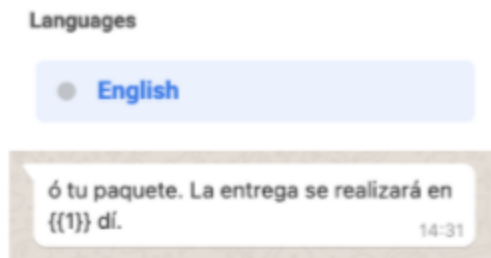 Languages
English
ó tu paquete. La entrega se realizará en
{{1}} dí.
14:31